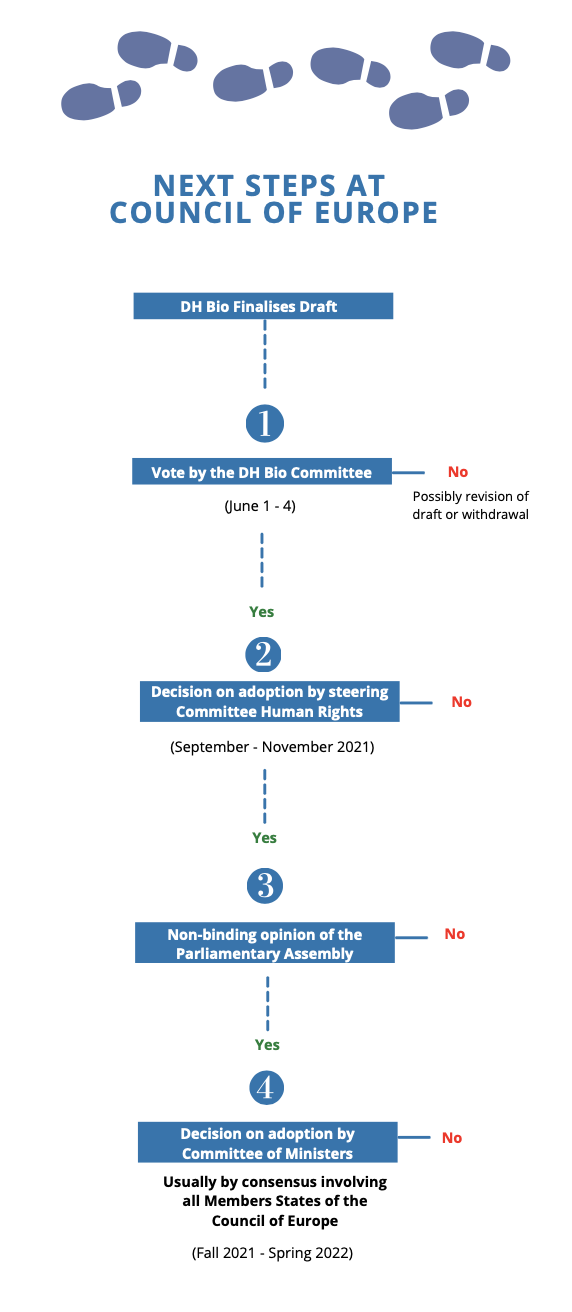 NEXT STEPS AT
COUNCIL OF EUROPE
DH Bio Finalises Draft
1
Vote by the DH Bio Committee
No
(June 1 - 4)
Possibly revision of
draft or withdrawal
Yes
2
Decision on adoption by steering
Committee Human Rights
No
(September - November 2021)
Yes
3
Non-binding opinion of the
Parliamentary Assembly
No
Yes
4
Decision on adoption by
Committee of Ministers
No
Usually by consensus involving
all Members States of the
Council of Europe
(Fall 2021 - Spring 2022)